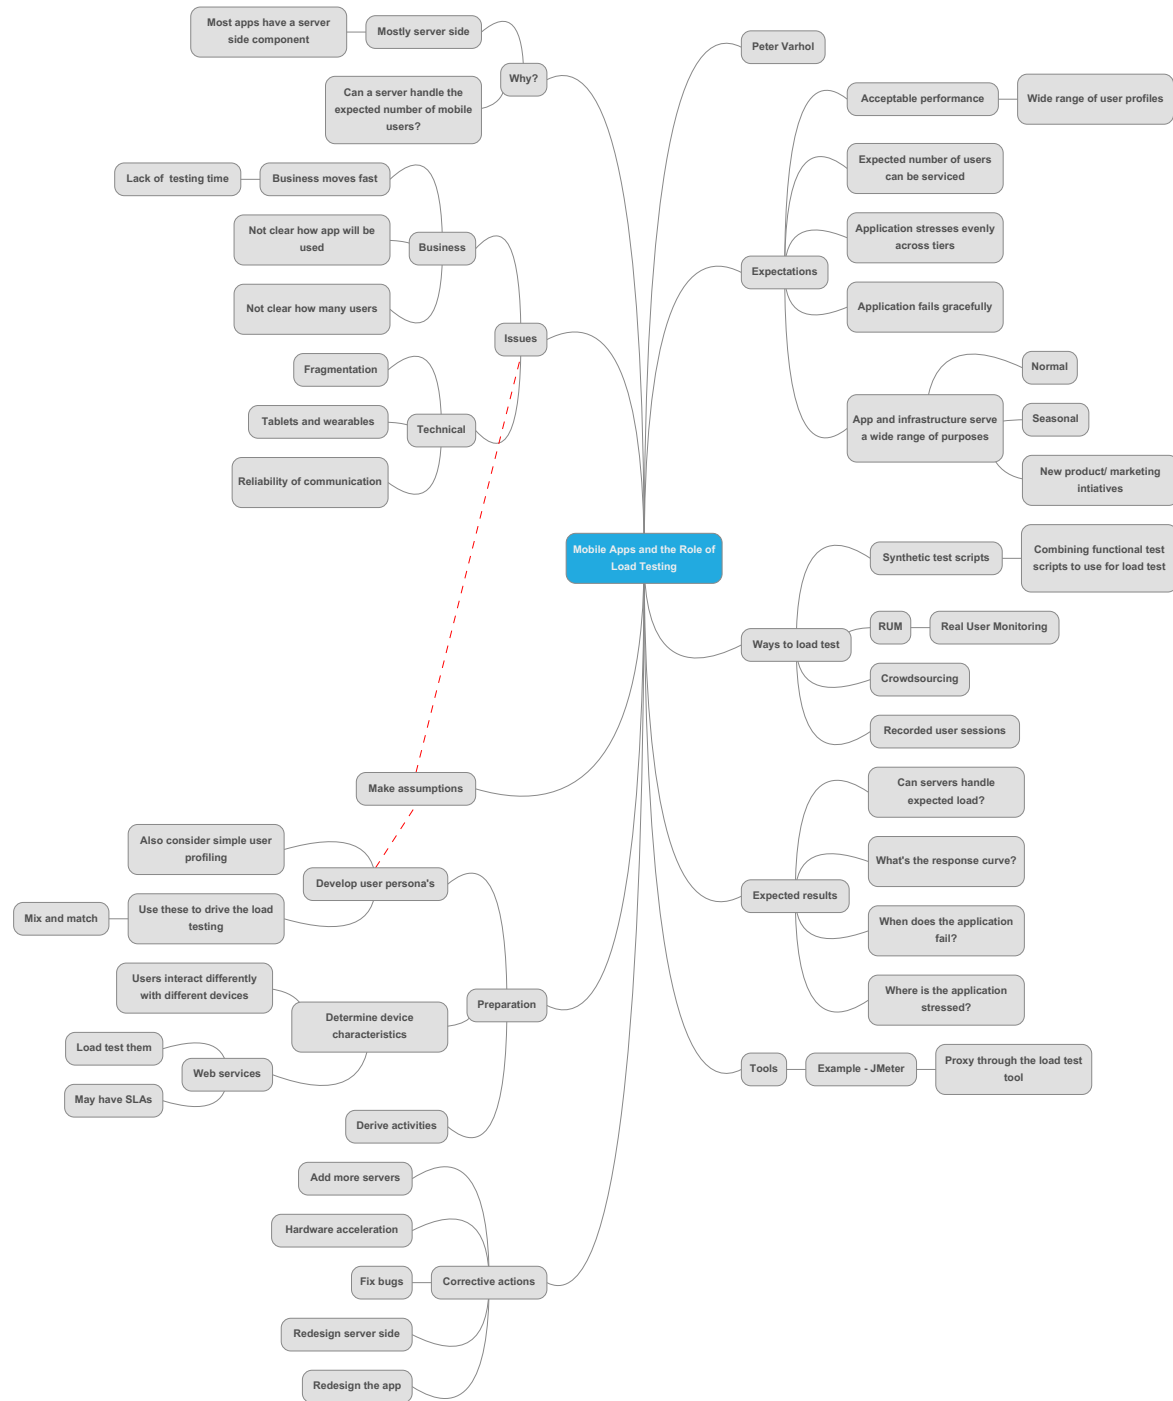 Mobile Apps and the Role of
Load Testing
Peter Varhol
Expectations
Acceptable performance
Wide range of user profiles
Expected number of users
can be serviced
Application stresses evenly
across tiers
Application fails gracefully
App and infrastructure serve
a wide range of purposes
Normal
Seasonal
New product/ marketing
intiatives
Ways to load test
Synthetic test scripts
Combining functional test
scripts to use for load test
RUM
Real User Monitoring
Crowdsourcing
Recorded user sessions
Expected results
Can servers handle
expected load?
What's the response curve?
When does the application
fail?
Where is the application
stressed?
Tools
Example - JMeter
Proxy through the load test
tool
Why?
Mostly server side
Most apps have a server
side component
Can a server handle the
expected number of mobile
users?
Issues
Business
Business moves fast
Lack of  testing time
Not clear how app will be
used
Not clear how many users
Technical
Fragmentation
Tablets and wearables
Reliability of communication
Make assumptions
Preparation
Develop user persona's
Also consider simple user
profiling
Use these to drive the load
testing
Mix and match
Determine device
characteristics
Users interact differently
with different devices
Web services
Load test them
May have SLAs
Derive activities
Corrective actions
Add more servers
Hardware acceleration
Fix bugs
Redesign server side
Redesign the app